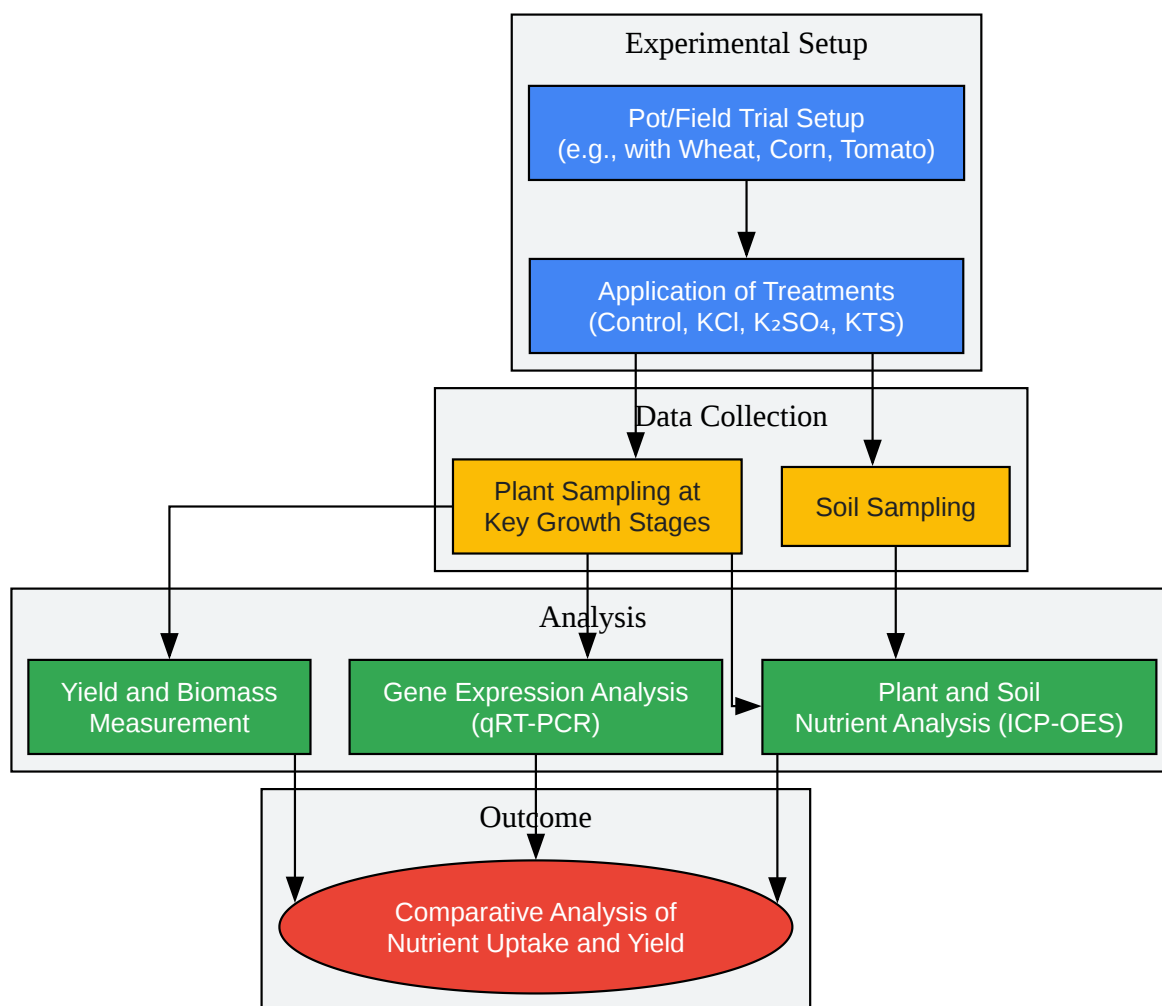 Experimental Setup
Pot/Field Trial Setup
(e.g., with Wheat, Corn, Tomato)
Application of Treatments
(Control, KCl, K₂SO₄, KTS)
Data Collection
Plant Sampling at
Key Growth Stages
Soil Sampling
Analysis
Yield and Biomass
Measurement
Gene Expression Analysis
(qRT-PCR)
Plant and Soil
Nutrient Analysis (ICP-OES)
Outcome
Comparative Analysis of
Nutrient Uptake and Yield